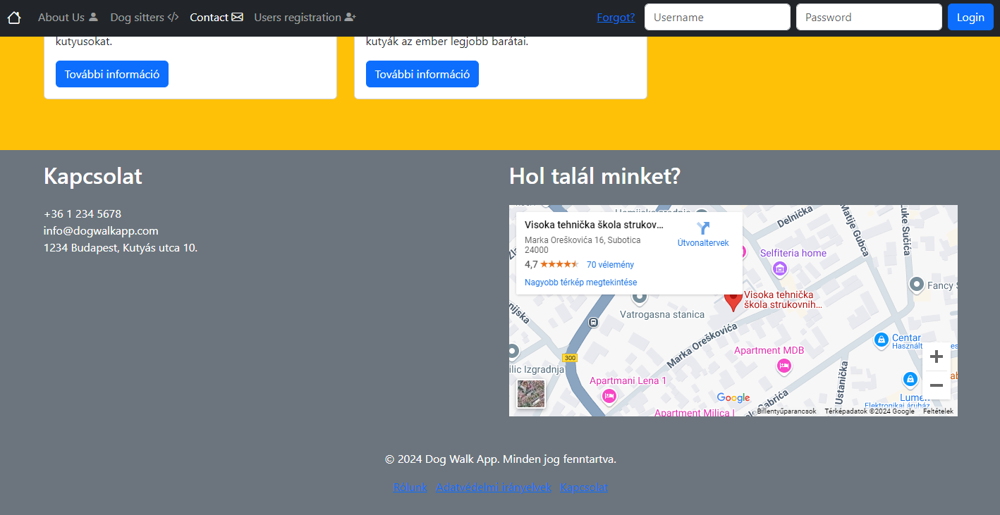 About Us
Dog sitters
Contact
Users registration
Forgot?
Username
Password
Login
kutyusokat.
További információ
kutyák az ember legjobb barátai.
További információ
Kapcsolat
+36 1 234 5678
info@dogwalkapp.com
1234 Budapest, Kutyás utca 10.
Hol talál minket?
Visoka tehnička škola strukov...
Marka Oreškovića 16, Subotica
24000
4,7
70 vélemény
Nagyobb térkép megtekintése
Útvonaltervek
Delnička
Matije Gubca
Luke Sučića
Selfiteria home
Fancy
Visoka tehnička
škola strukovnih...
Vatrogasna stanica
Marka Oreškovića
Centar
Apartment MDB
300
ilic Izgradnja
Apartmani Lena 1
Ustanička
Google
Apartment Milica I
Elektronikai áruház
Billentyűparancsok
Térképadatok ©2024 Google
Feltételek
© 2024 Dog Walk App. Minden jog fenntartva.
Rólunk Adatvédelmi irányelvek Kapcsolat